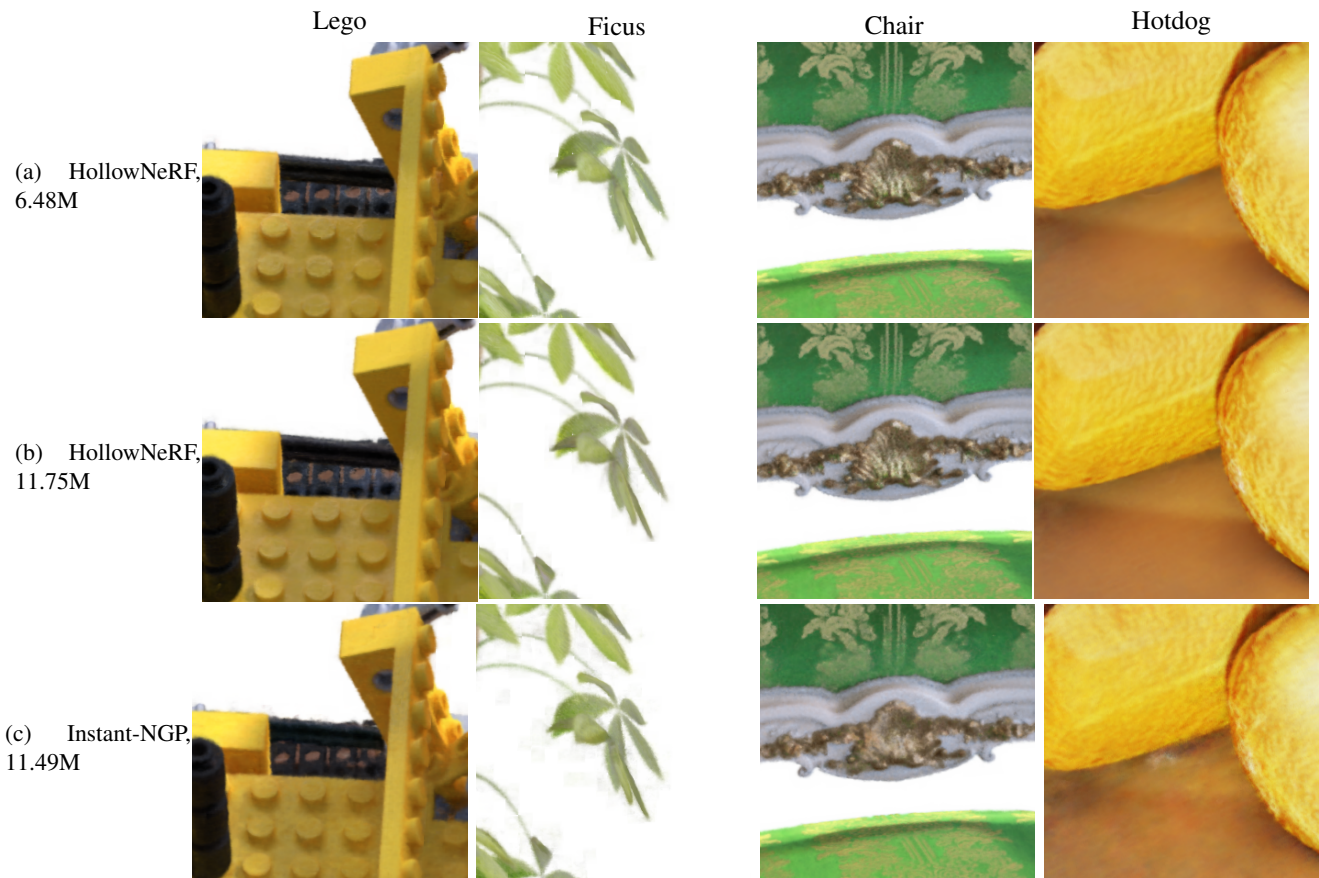 Lego
Ficus
Chair
Hotdog
(a) HollowNeRF,
6.48M
(b) HollowNeRF,
11.75M
(c) Instant-NGP,
11.49M